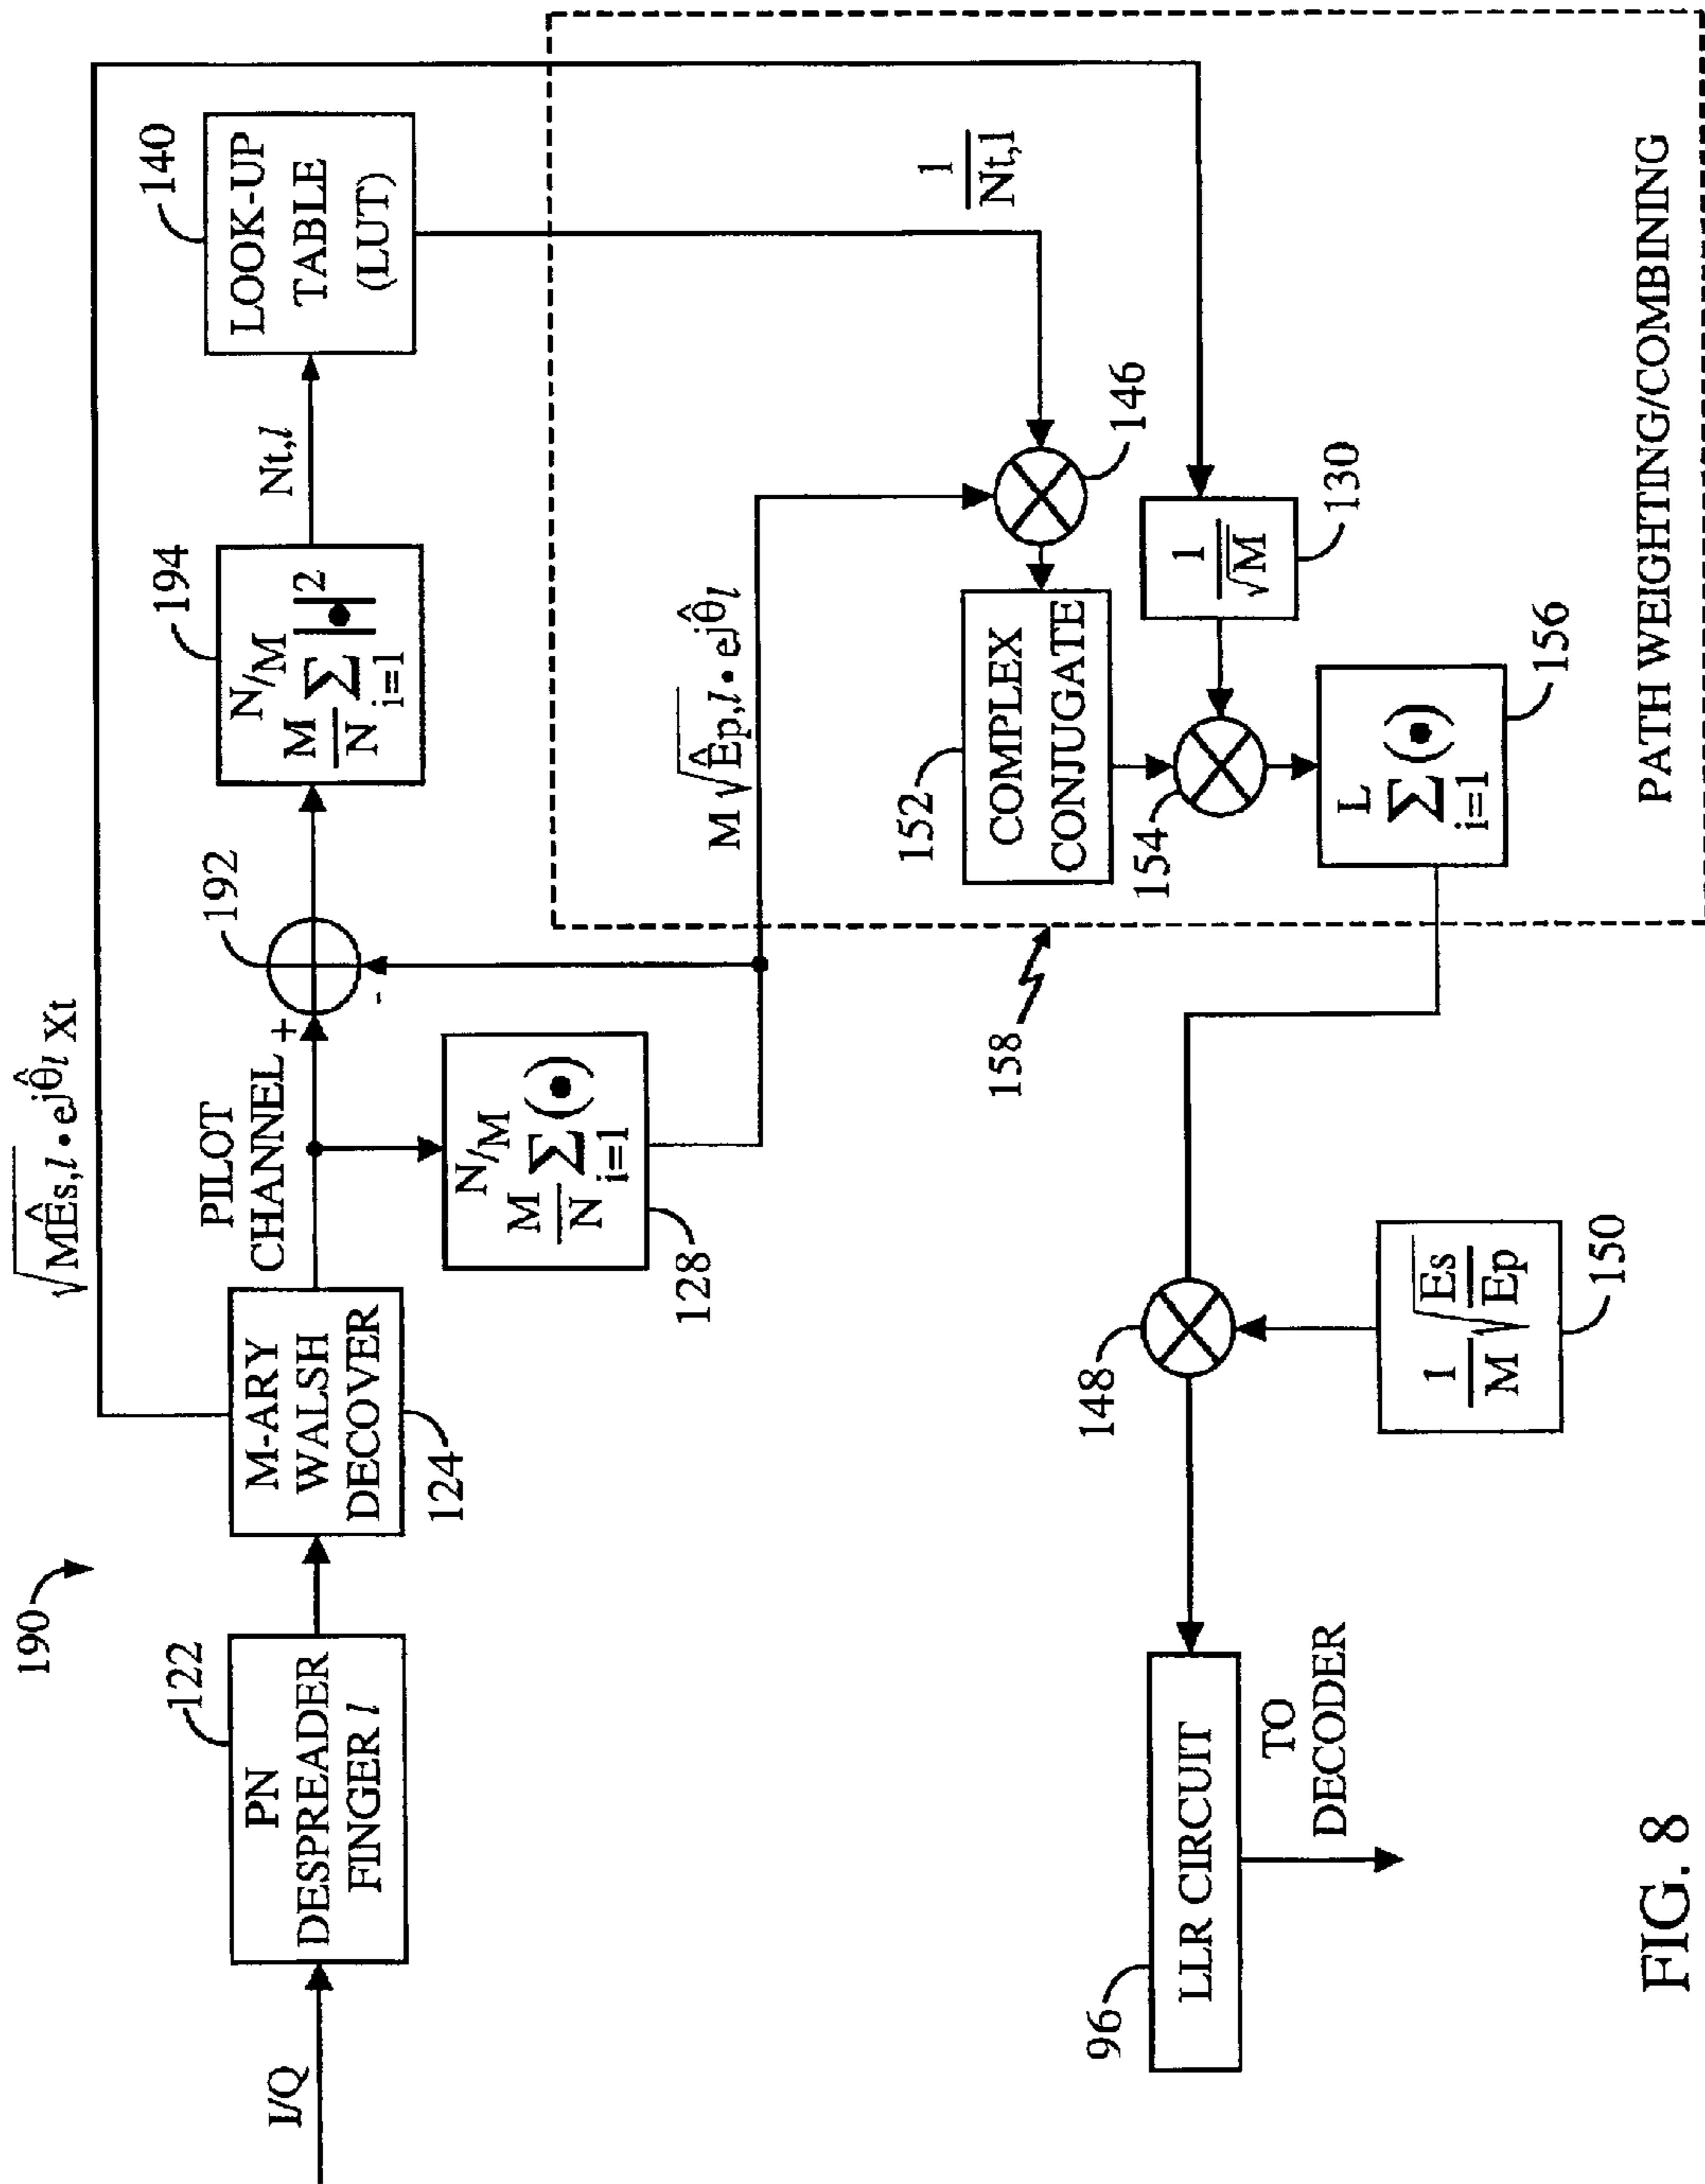 190
I/Q
PN
DESPREADER
FINGER l
122
M-ARY
WALSH
DECOVER
124
√MÊs,l • ejθ̂l Xt
PILOT
CHANNEL
+
-
192
M/N N/M Σ i=1 (•)
128
M/N N/M Σ i=1 |•|2
194
Nt,l
LOOK-UP
TABLE
(LUT)
140
1/Nt,1
M√Êp,l • ejθ̂l
146
152
COMPLEX
CONJUGATE
1/√M
130
154
L Σ i=1 (•)
156
158
PATH WEIGHTING/COMBINING
148
1/M √Es/Ep
150
96
LLR CIRCUIT
TO
DECODER
FIG. 8